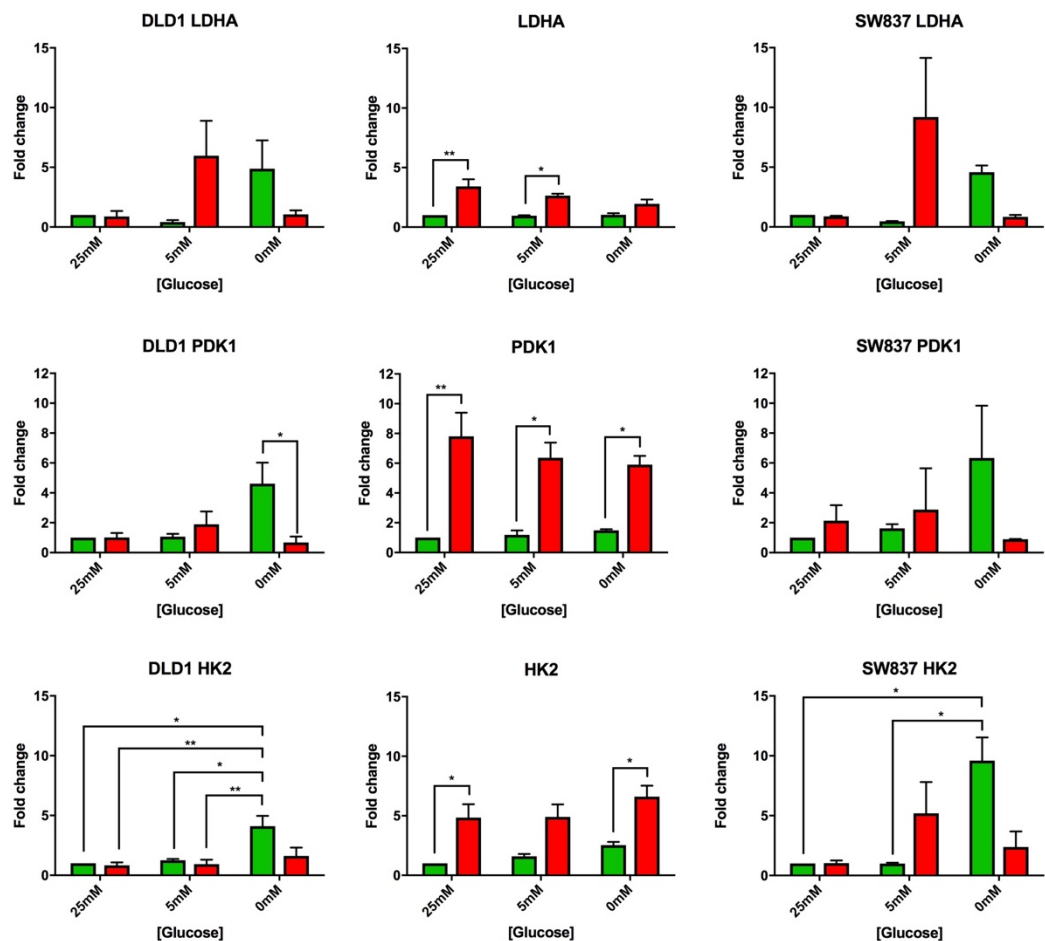 DLD1 LDHA
Fold change
15
10
5
0
**
*
25mM
5mM
0mM
[Glucose]
LDHA
Fold change
15
10
5
0
25mM
5mM
0mM
[Glucose]
SW837 LDHA
Fold change
15
10
5
0
25mM
5mM
0mM
[Glucose]
DLD1 PDK1
Fold change
12
10
8
6
4
2
0
*
25mM
5mM
0mM
[Glucose]
PDK1
Fold change
12
10
8
6
4
2
0
**
*
*
25mM
5mM
0mM
[Glucose]
SW837 PDK1
Fold change
12
10
8
6
4
2
0
25mM
5mM
0mM
[Glucose]
DLD1 HK2
Fold change
15
10
5
0
*
**
*
**
25mM
5mM
0mM
[Glucose]
HK2
Fold change
15
10
5
0
*
*
25mM
5mM
0mM
[Glucose]
SW837 HK2
Fold change
15
10
5
0
*
*
25mM
5mM
0mM
[Glucose]